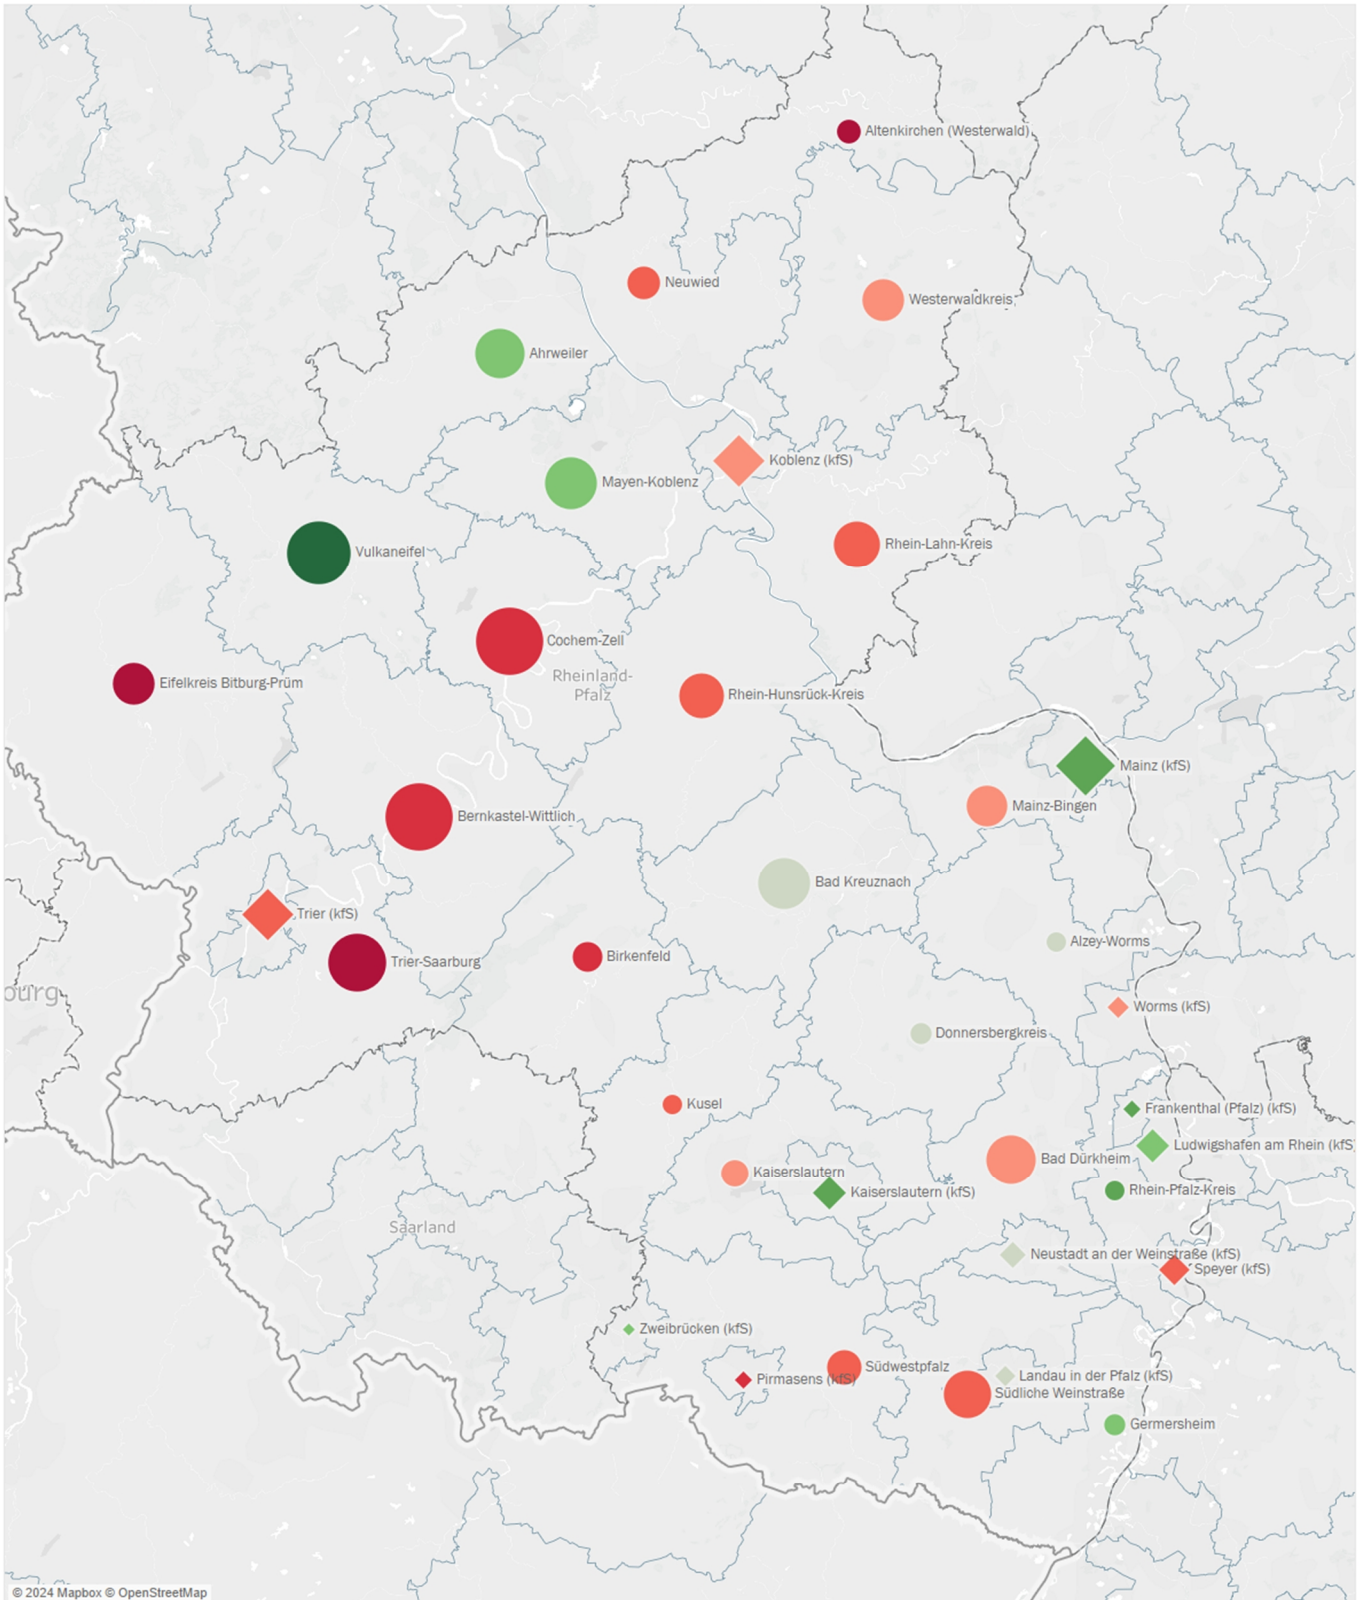 Altenkirchen (Westerwald)
Neuwied
Westerwaldkreis
Ahrweiler
Koblenz (kfS)
Mayen-Koblenz
Rhein-Lahn-Kreis
Vulkaneifel
Cochem-Zell
Rheinland-
Pfalz
Eifelkreis Bitburg-Prüm
Rhein-Hunsrück-Kreis
Mainz (kfS)
Mainz-Bingen
Bernkastel-Wittlich
Bad Kreuznach
Trier (kfS)
Alzey-Worms
Birkenfeld
Trier-Saarburg
burg
Worms (kfS)
Donnersbergkreis
Kusel
Frankenthal (Pfalz) (kfS)
Ludwigshafen am Rhein (kfS
Bad Dürkheim
Kaiserslautern
Kaiserslautern (kfS)
Rhein-Pfalz-Kreis
Saarland
Neustadt an der Weinstraße (kfS)
Speyer (kfS)
Zweibrücken (kfS)
Südwestpfalz
Pirmasens (kfS)
Landau in der Pfalz (kfS)
Südliche Weinstraße
Germersheim
© 2024 Mapbox © OpenStreetMap